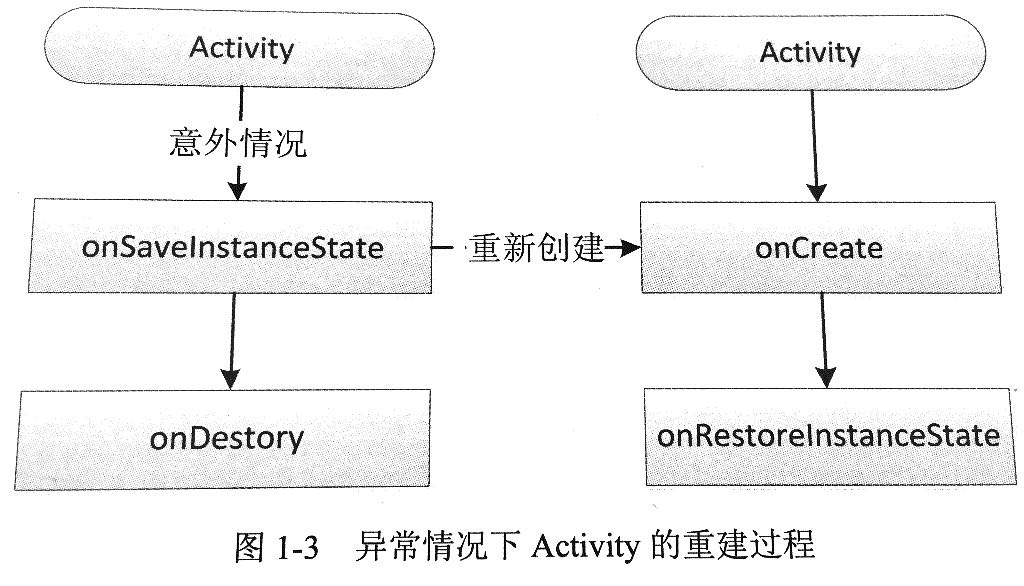 Activity
Activity
意外情况
onSaveInstanceState
重新创建
onCreate
onDestory
onRestoreInstanceState
图 1-3 异常情况下 Activity 的重建过程